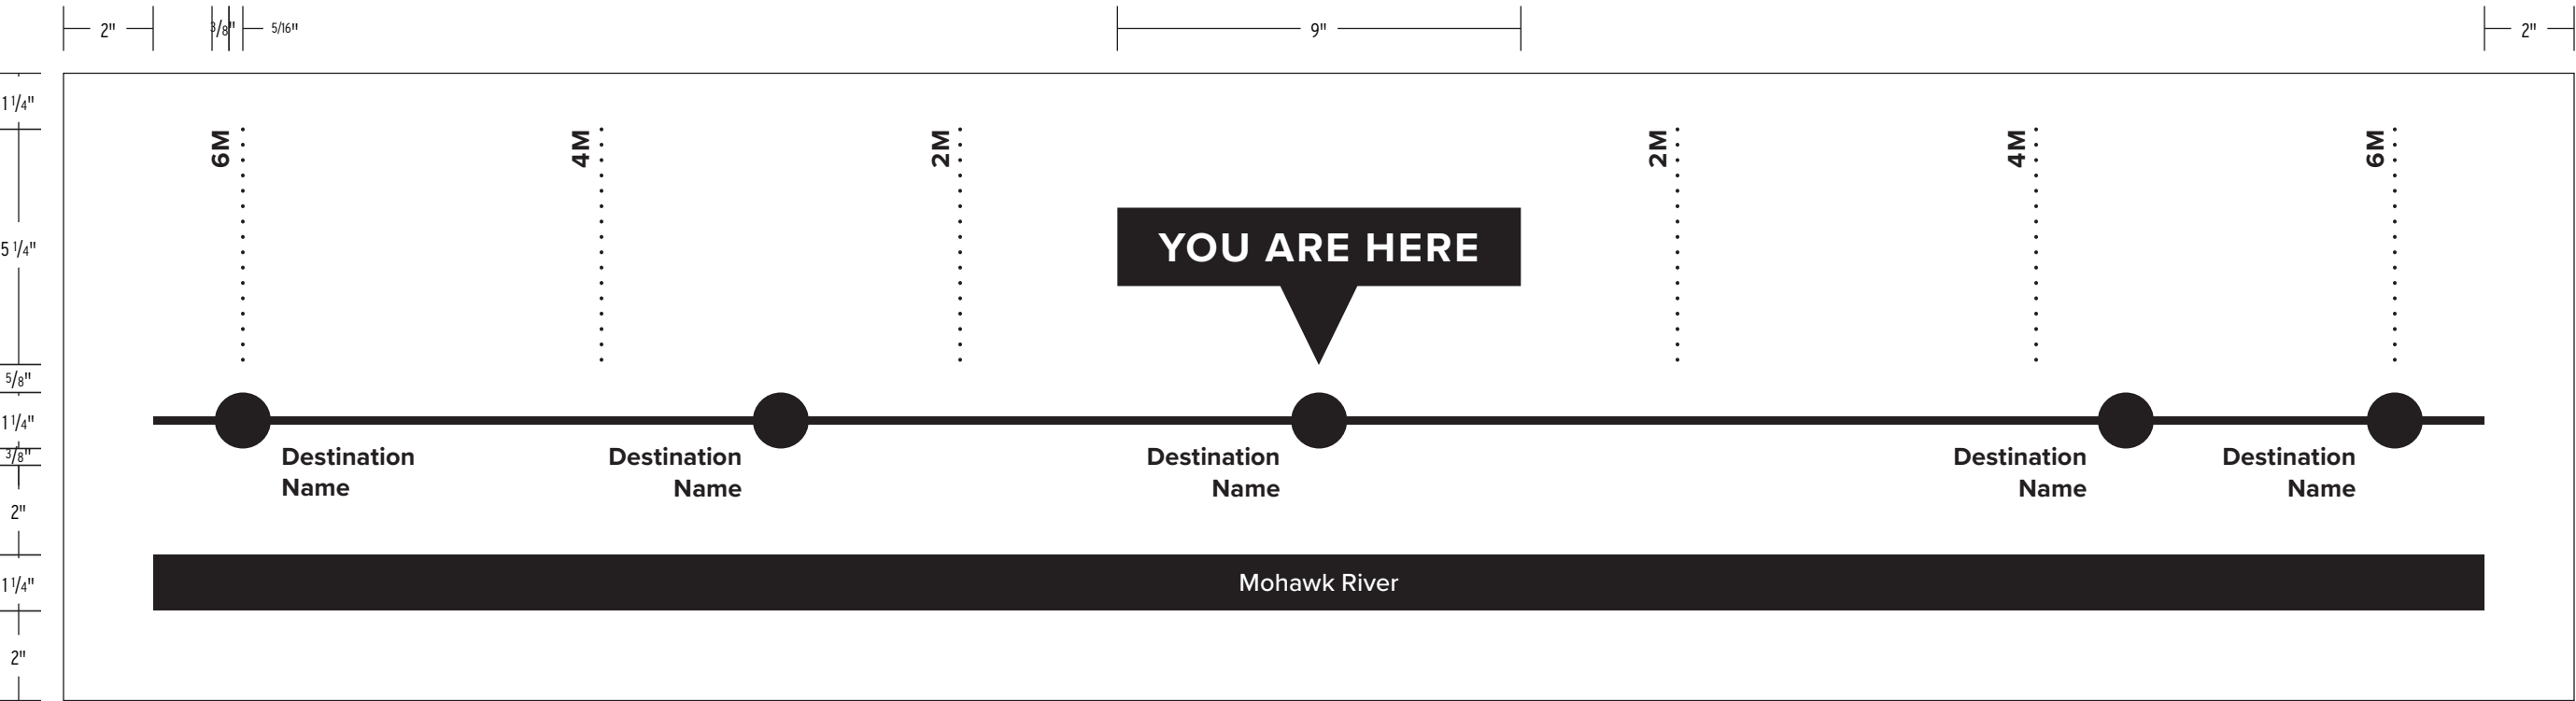 2" 3/8" 5/16" 9" 2"
1 1/4"
6M 4M 2M 2M 4M 6M
5 1/4"
YOU ARE HERE
5/8"
1 1/4"
3/8"
Destination
Name
Destination
Name
Destination
Name
Destination
Name
Destination
Name
2"
1 1/4"
Mohawk River
2"